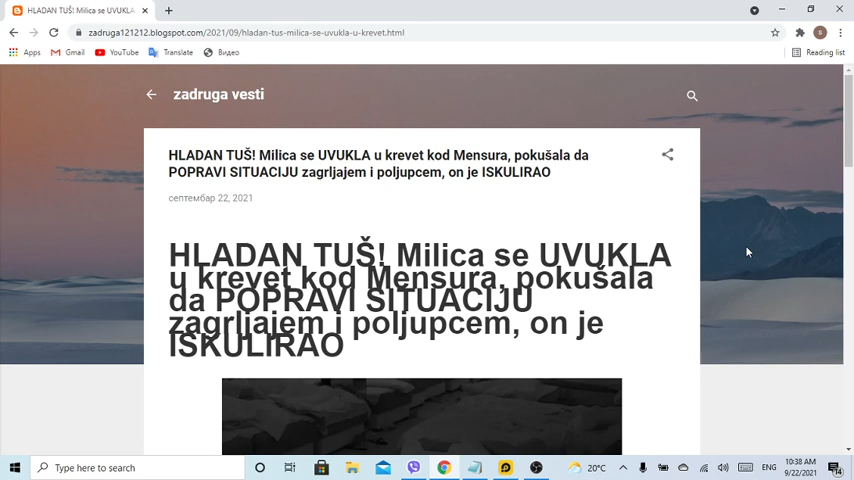 HLADAN TUŠ! Milica se UVUKLA
zadruga121212.blogspot.com/2021/09/hladan-tus-milica-se-uvukla-u-krevet.html
Apps Gmail YouTube Translate Видео Reading list
zadruga vesti
HLADAN TUŠ! Milica se UVUKLA u krevet kod Mensura, pokušala da
POPRAVI SITUACIJU zagrljajem i poljupcem, on je ISKULIRAO
септембар 22, 2021
HLADAN TUŠ! Milica se UVUKLA
u krevet kod Mensura, pokušala
da POPRAVI SITUACIJU
zagrljajem i poljupcem, on je
ISKULIRAO
Type here to search
20°C
ENG
10:38 AM
9/22/2021
14